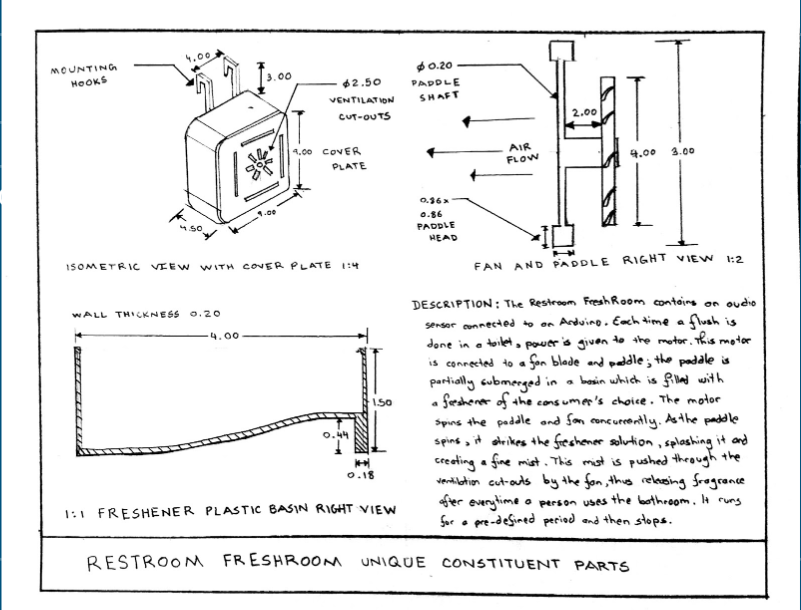 MOUNTING
HOOKS
4.00
3.00
⌀2.50
VENTILATION
CUT-OUTS
9.00 COVER
PLATE
4.50
9.00
ISOMETRIC VIEW WITH COVER PLATE 1:4
⌀0.20
PADDLE
SHAFT
2.00
AIR
FLOW
4.00
0.86x
0.86
PADDLE
HEAD
FAN AND PADDLE RIGHT VIEW 1:2
WALL THICKNESS 0.20
4.00
1.50
0.44
0.18
1:1 FRESHENER PLASTIC BASIN RIGHT VIEW
DESCRIPTION: The Restroom FreshRoom contains an audio
sensor connected to an Arduino. Each time a flush is
done in a toilet, power is given to the motor. This motor
is connected to a fan blade and paddle; the paddle is
partially submerged in a basin which is filled with
a freshener of the consumer's choice. The motor
spins the paddle and fan concurrently. As the paddle
spins, it strikes the freshener solution, splashing it and
creating a fine mist. This mist is pushed through the
ventilation cut-outs by the fan, thus releasing fragrance
after everytime a person uses the bathroom. It runs
for a pre-defined period and then stops.
RESTROOM FRESHROOM UNIQUE CONSTITUENT PARTS